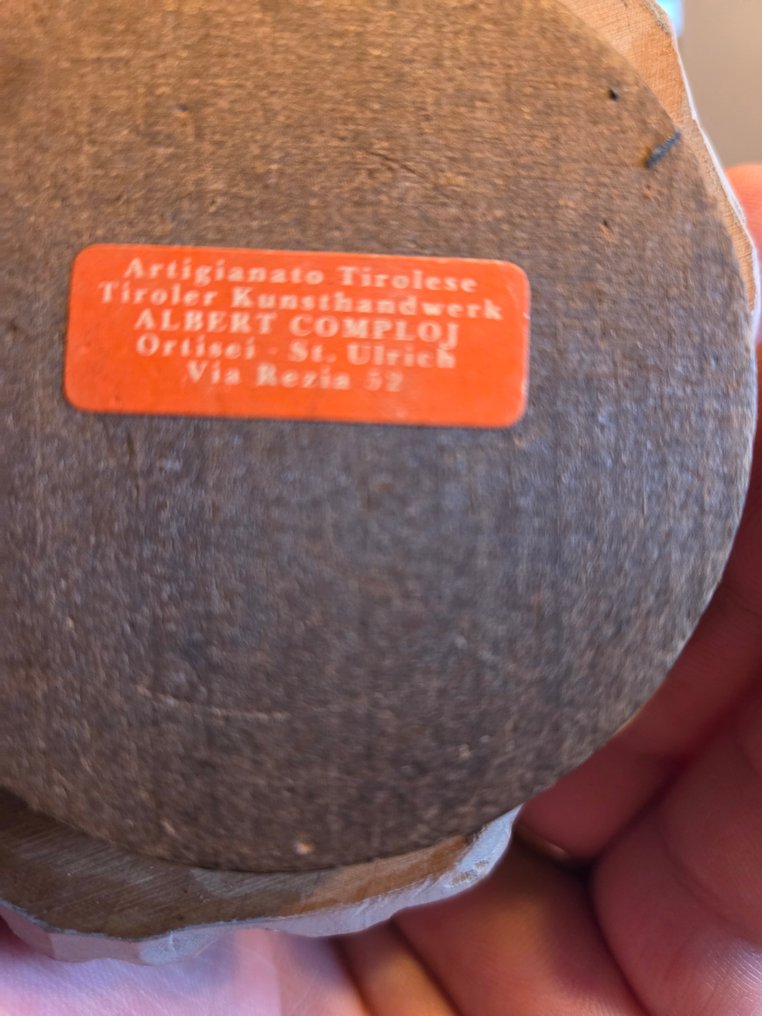 Artigianato Tirolese
Tiroler Kunsthandwerk
ALBERT COMPLOJ
Ortisei - St. Ulrich
Via Rezia 52